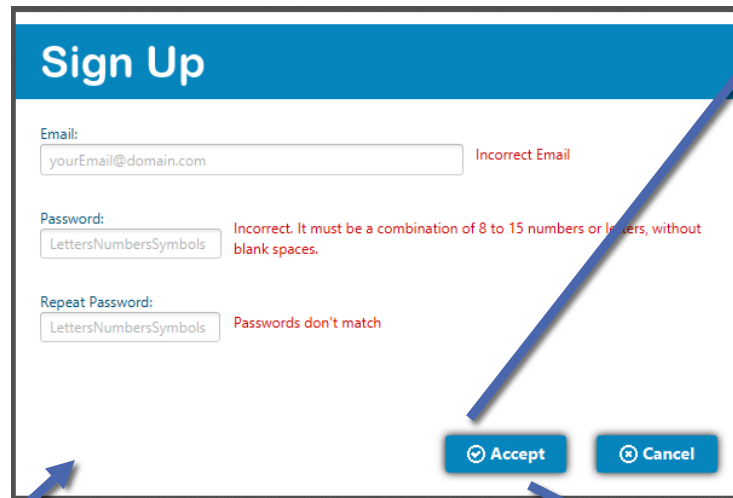 Sign Up
Email:
yourEmail@domain.com
Incorrect Email
Password:
LettersNumbersSymbols
Incorrect. It must be a combination of 8 to 15 numbers or letters, without
blank spaces.
Repeat Password:
LettersNumbersSymbols
Passwords don't match
Accept
Cancel